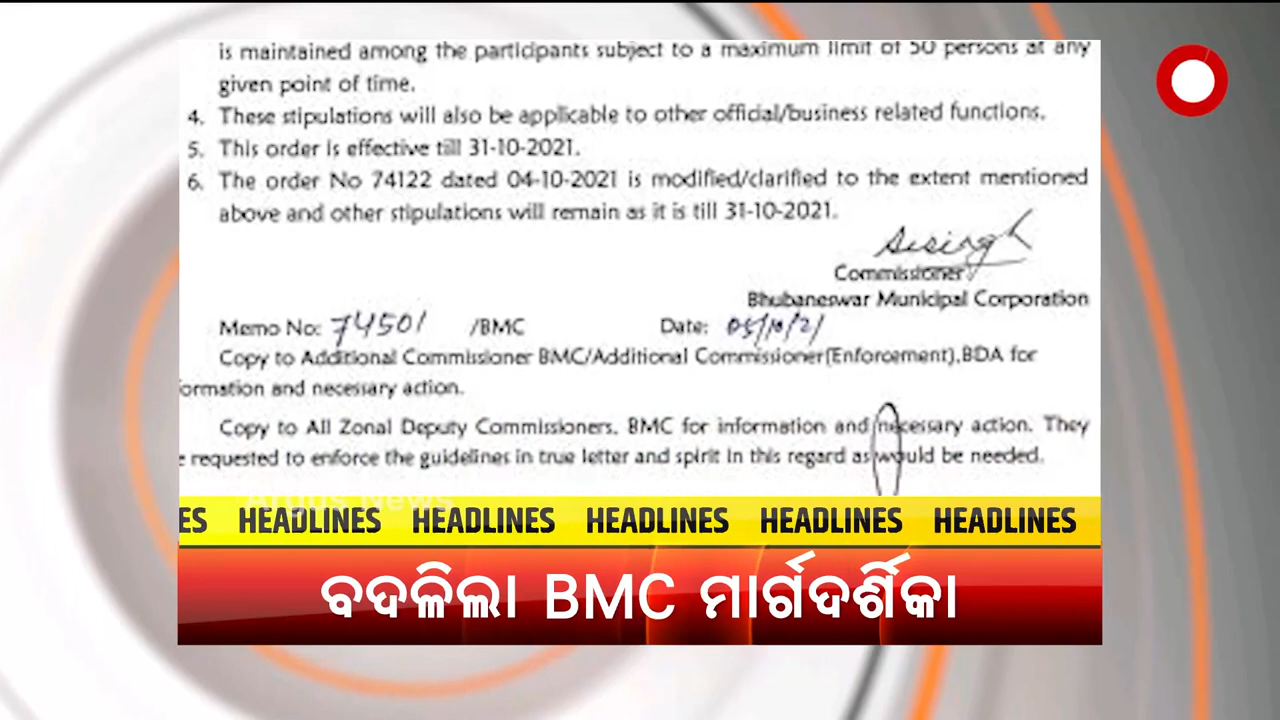 is maintained among the participants subject to a maximum limit of 50 persons at any
given point of time.
4. These stipulations will also be applicable to other official/business related functions.
5. This order is effective till 31-10-2021.
6. The order No 74122 dated 04-10-2021 is modified/clarified to the extent mentioned
above and other stipulations will remain as it is till 31-10-2021.
Commissioner
Bhubaneswar Municipal Corporation
Memo No: 74501 /BMC Date: 05/10/21
Copy to Additional Commissioner BMC/Additional Commissioner(Enforcement),BDA for
ormation and necessary action.
Copy to All Zonal Deputy Commissioners, BMC for information and necessary action. They
e requested to enforce the guidelines in true letter and spirit in this regard as would be needed.
Argus News
ES HEADLINES HEADLINES HEADLINES HEADLINES HEADLINES
ବଦଳିଲା BMC ମାର୍ଗଦର୍ଶିକା